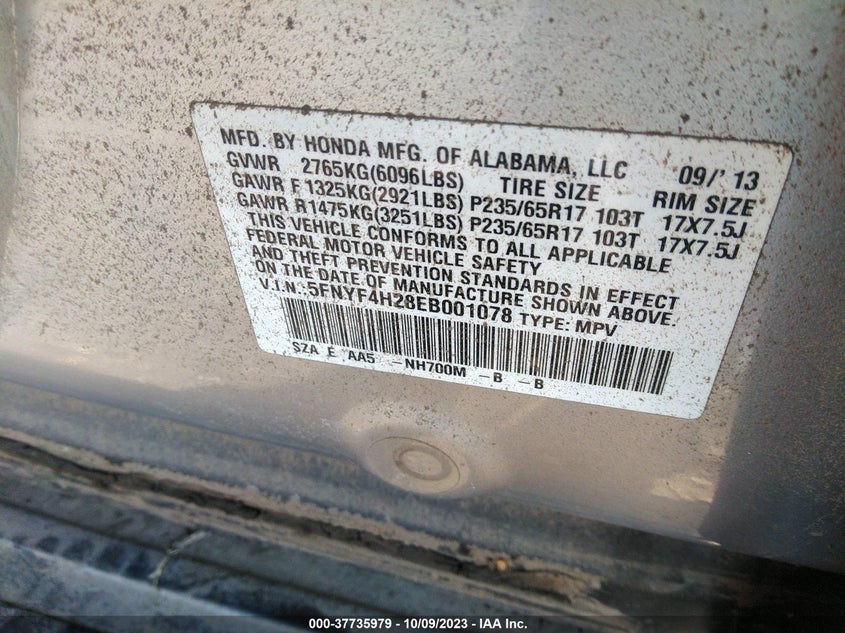 MFD. BY HONDA MFG. OF ALABAMA, LLC 09/' 13
GVWR 2765KG(6096LBS) TIRE SIZE RIM SIZE
GAWR F 1325KG(2921LBS) P235/65R17 103T 17X7.5J
GAWR R1475KG(3251LBS) P235/65R17 103T 17X7.5J
THIS VEHICLE CONFORMS TO ALL APPLICABLE
FEDERAL MOTOR VEHICLE SAFETY
AND THEFT PREVENTION STANDARDS IN EFFECT
ON THE DATE OF MANUFACTURE SHOWN ABOVE.
V.I.N.:5FNYF4H28EB001078 TYPE: MPV
SZA E AA5 -NH700M -B -B
000-37735979 - 10/09/2023 - IAA Inc.